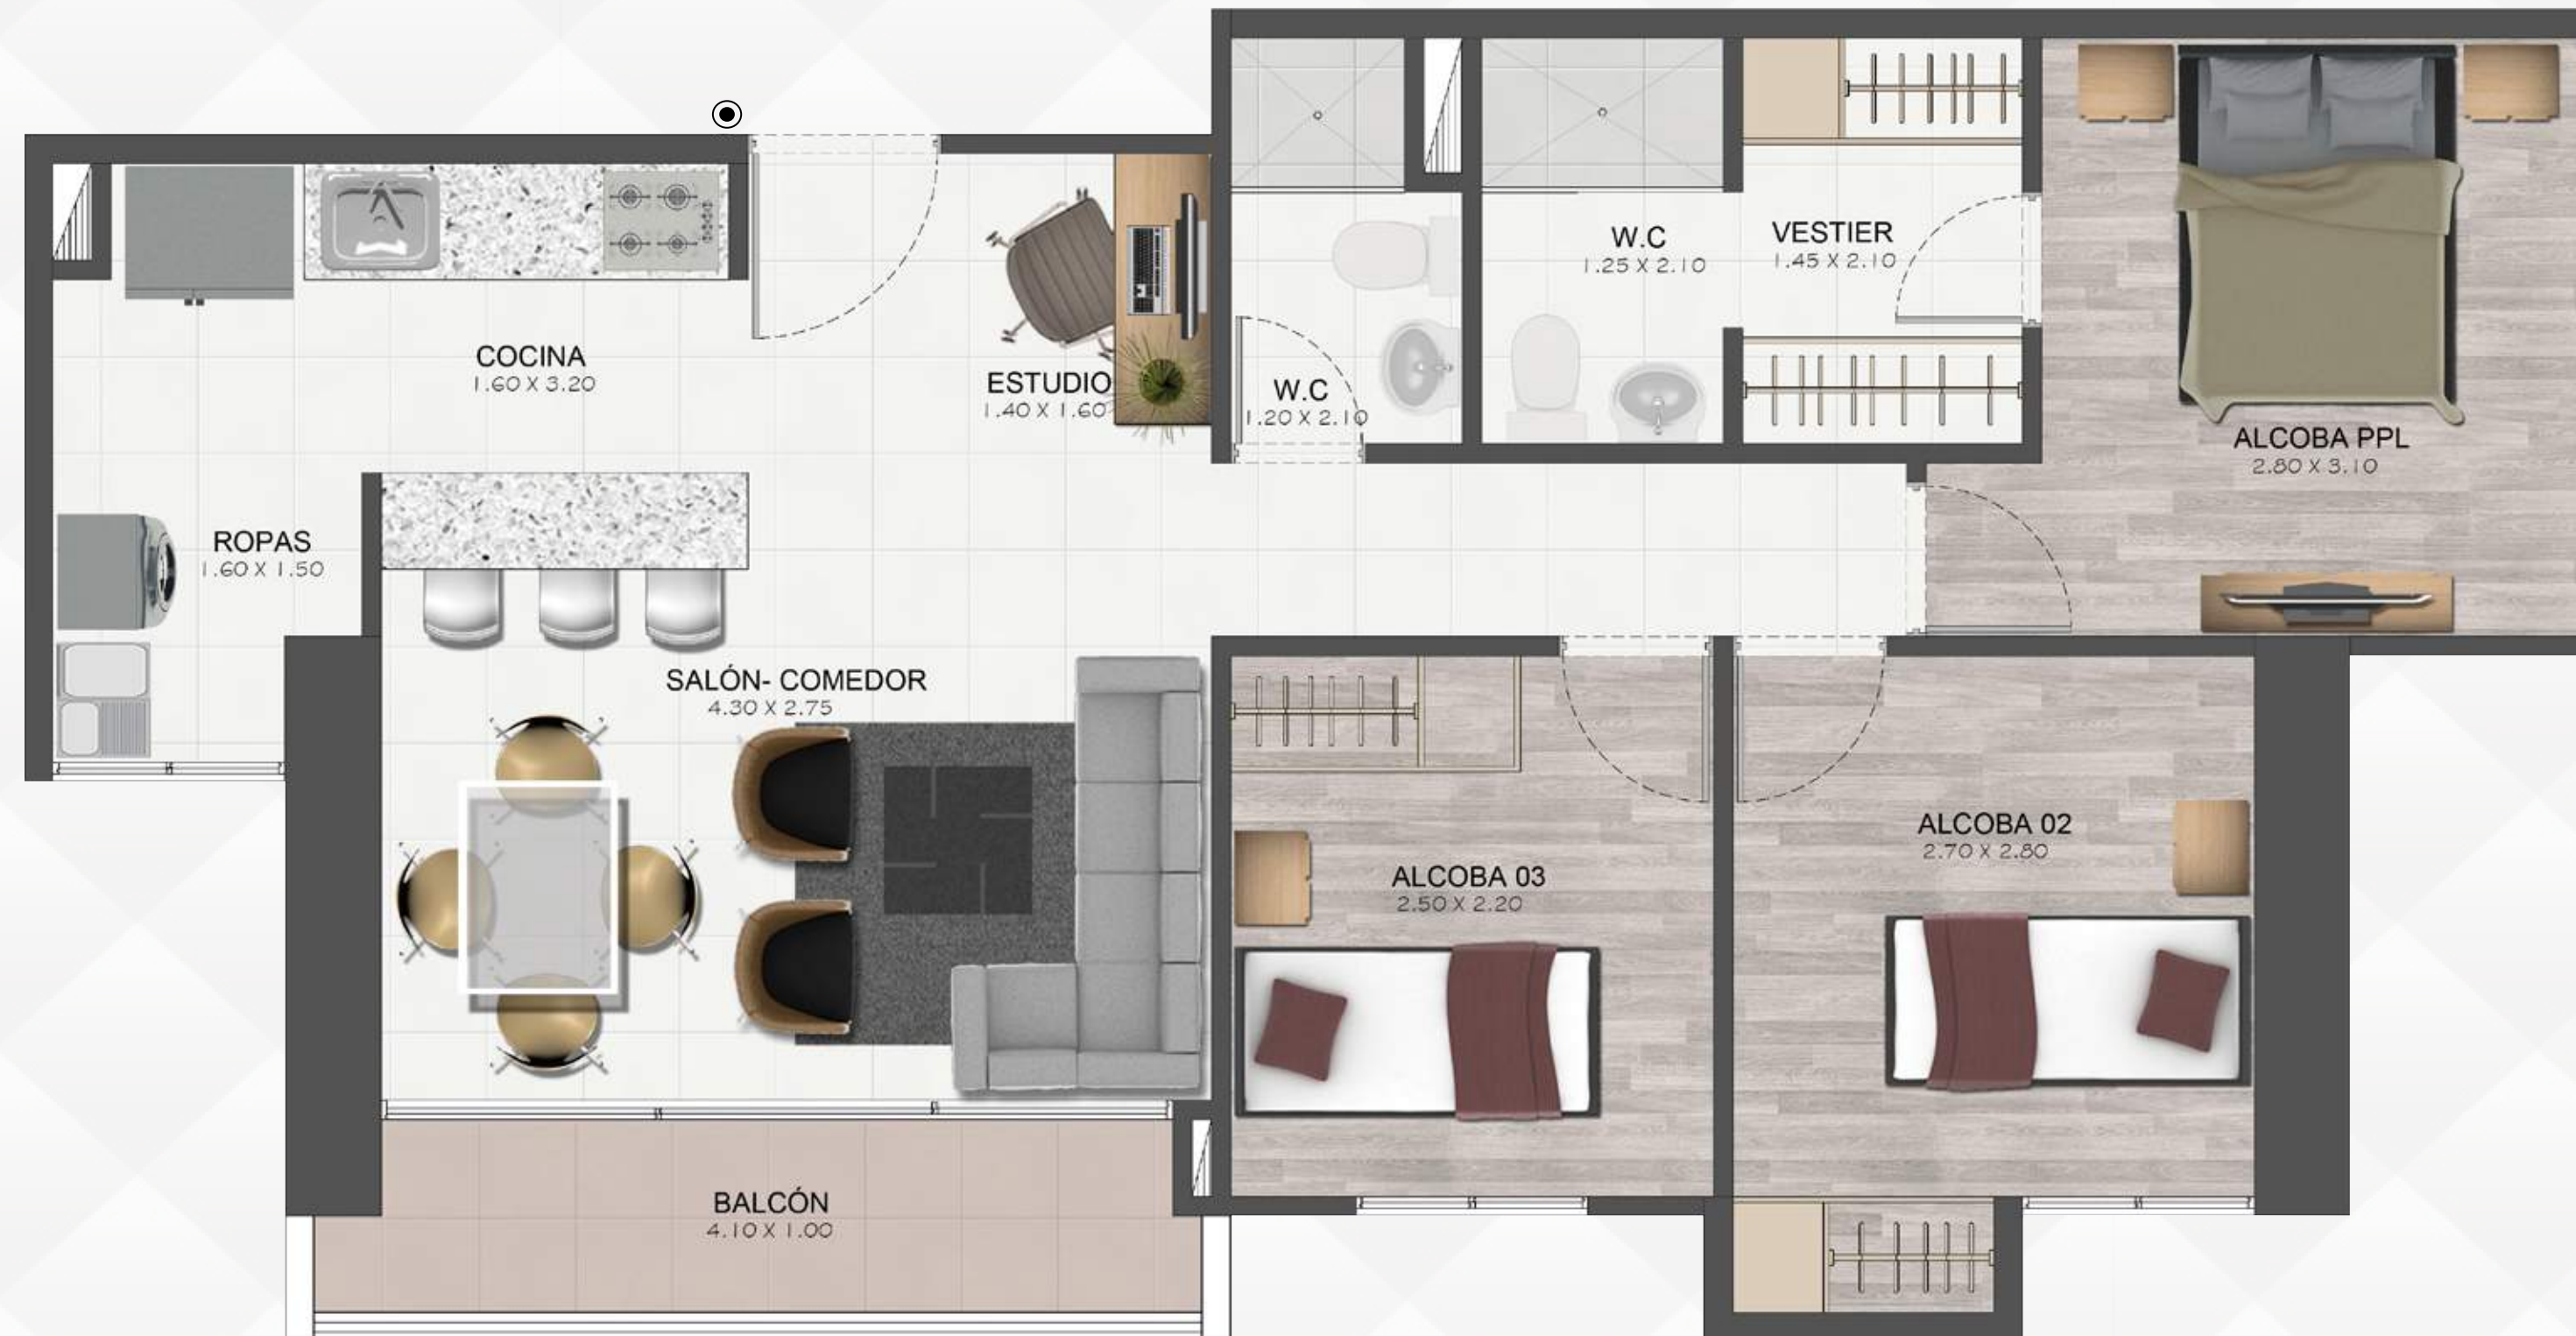 COCINA
1.60 X 3.20
ESTUDIO
1.40 X 1.60
W.C
1.20 X 2.10
W.C
1.25 X 2.10
VESTIER
1.45 X 2.10
ALCOBA PPL
2.80 X 3.10
ROPAS
1.60 X 1.50
SALÓN- COMEDOR
4.30 X 2.75
ALCOBA 03
2.50 X 2.20
ALCOBA 02
2.70 X 2.80
BALCÓN
4.10 X 1.00